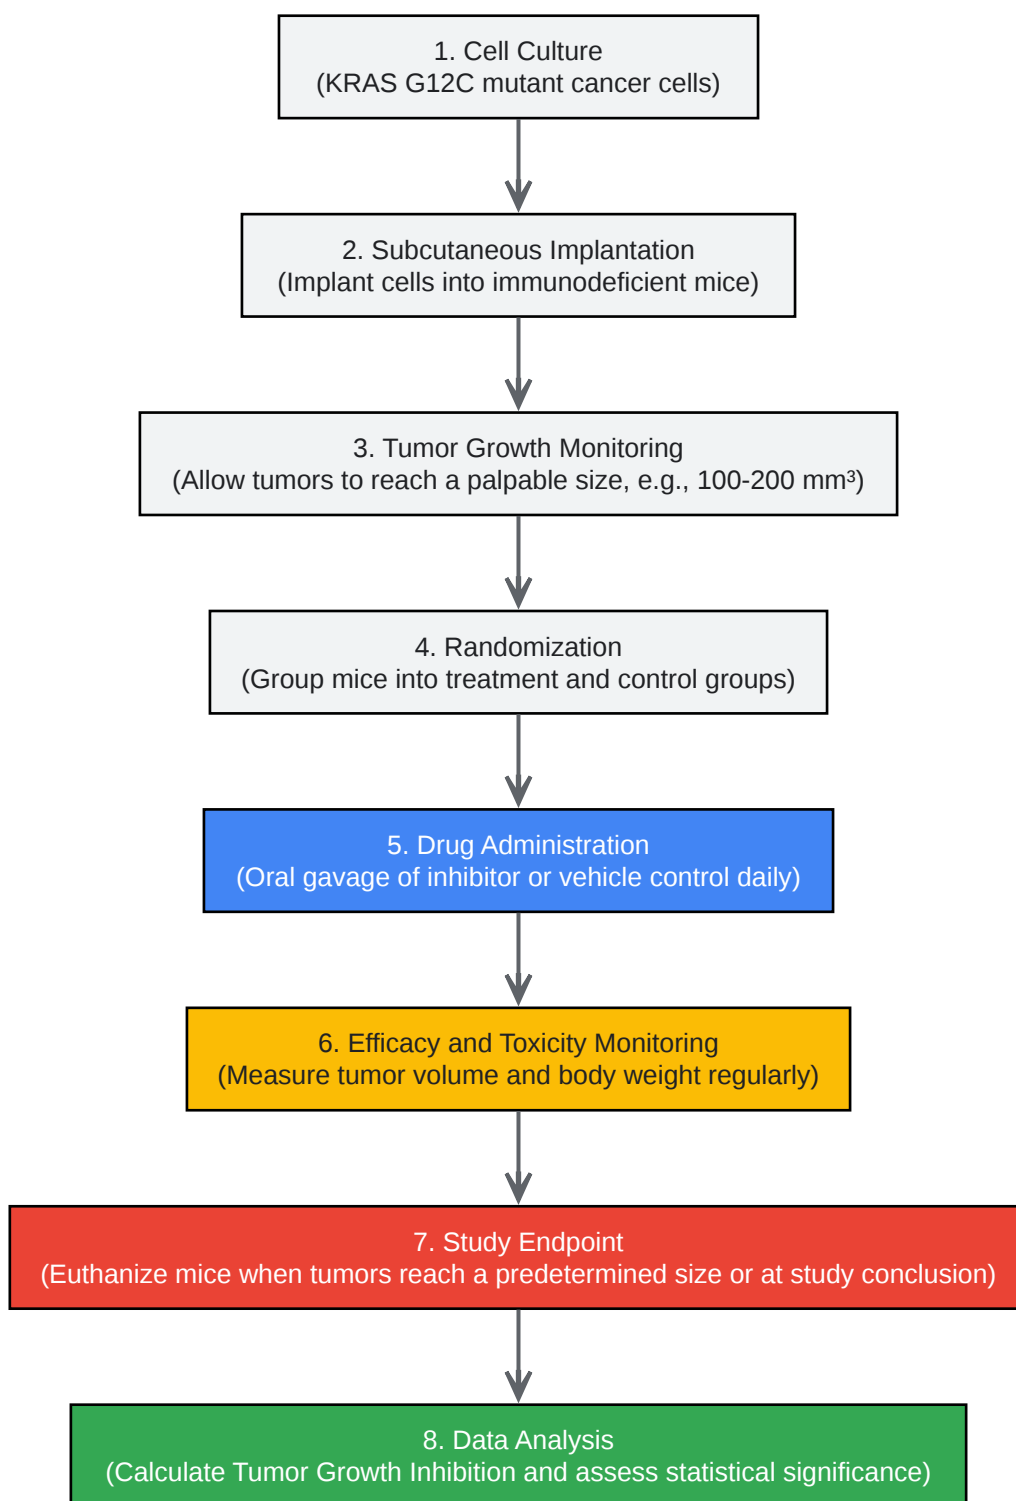 1. Cell Culture
(KRAS G12C mutant cancer cells)
2. Subcutaneous Implantation
(Implant cells into immunodeficient mice)
3. Tumor Growth Monitoring
(Allow tumors to reach a palpable size, e.g., 100-200 mm³)
4. Randomization
(Group mice into treatment and control groups)
5. Drug Administration
(Oral gavage of inhibitor or vehicle control daily)
6. Efficacy and Toxicity Monitoring
(Measure tumor volume and body weight regularly)
7. Study Endpoint
(Euthanize mice when tumors reach a predetermined size or at study conclusion)
8. Data Analysis
(Calculate Tumor Growth Inhibition and assess statistical significance)